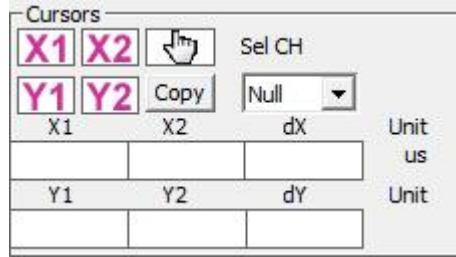 Cursors
X1 X2 Sel CH
Y1 Y2 Copy Null
X1 X2 dX Unit
us
Y1 Y2 dY Unit